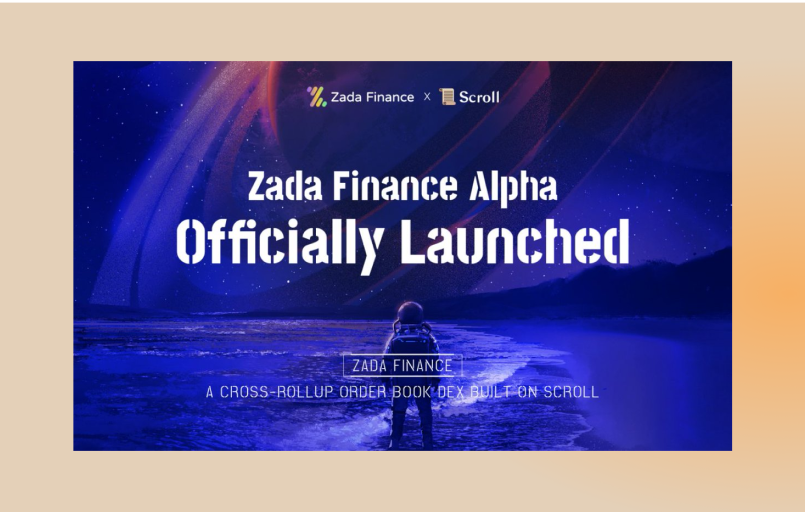 Zada Finance x Scroll
Zada Finance Alpha
Officially Launched
ZADA FINANCE
A CROSS-ROLLUP ORDER BOOK DEX BUILT ON SCROLL